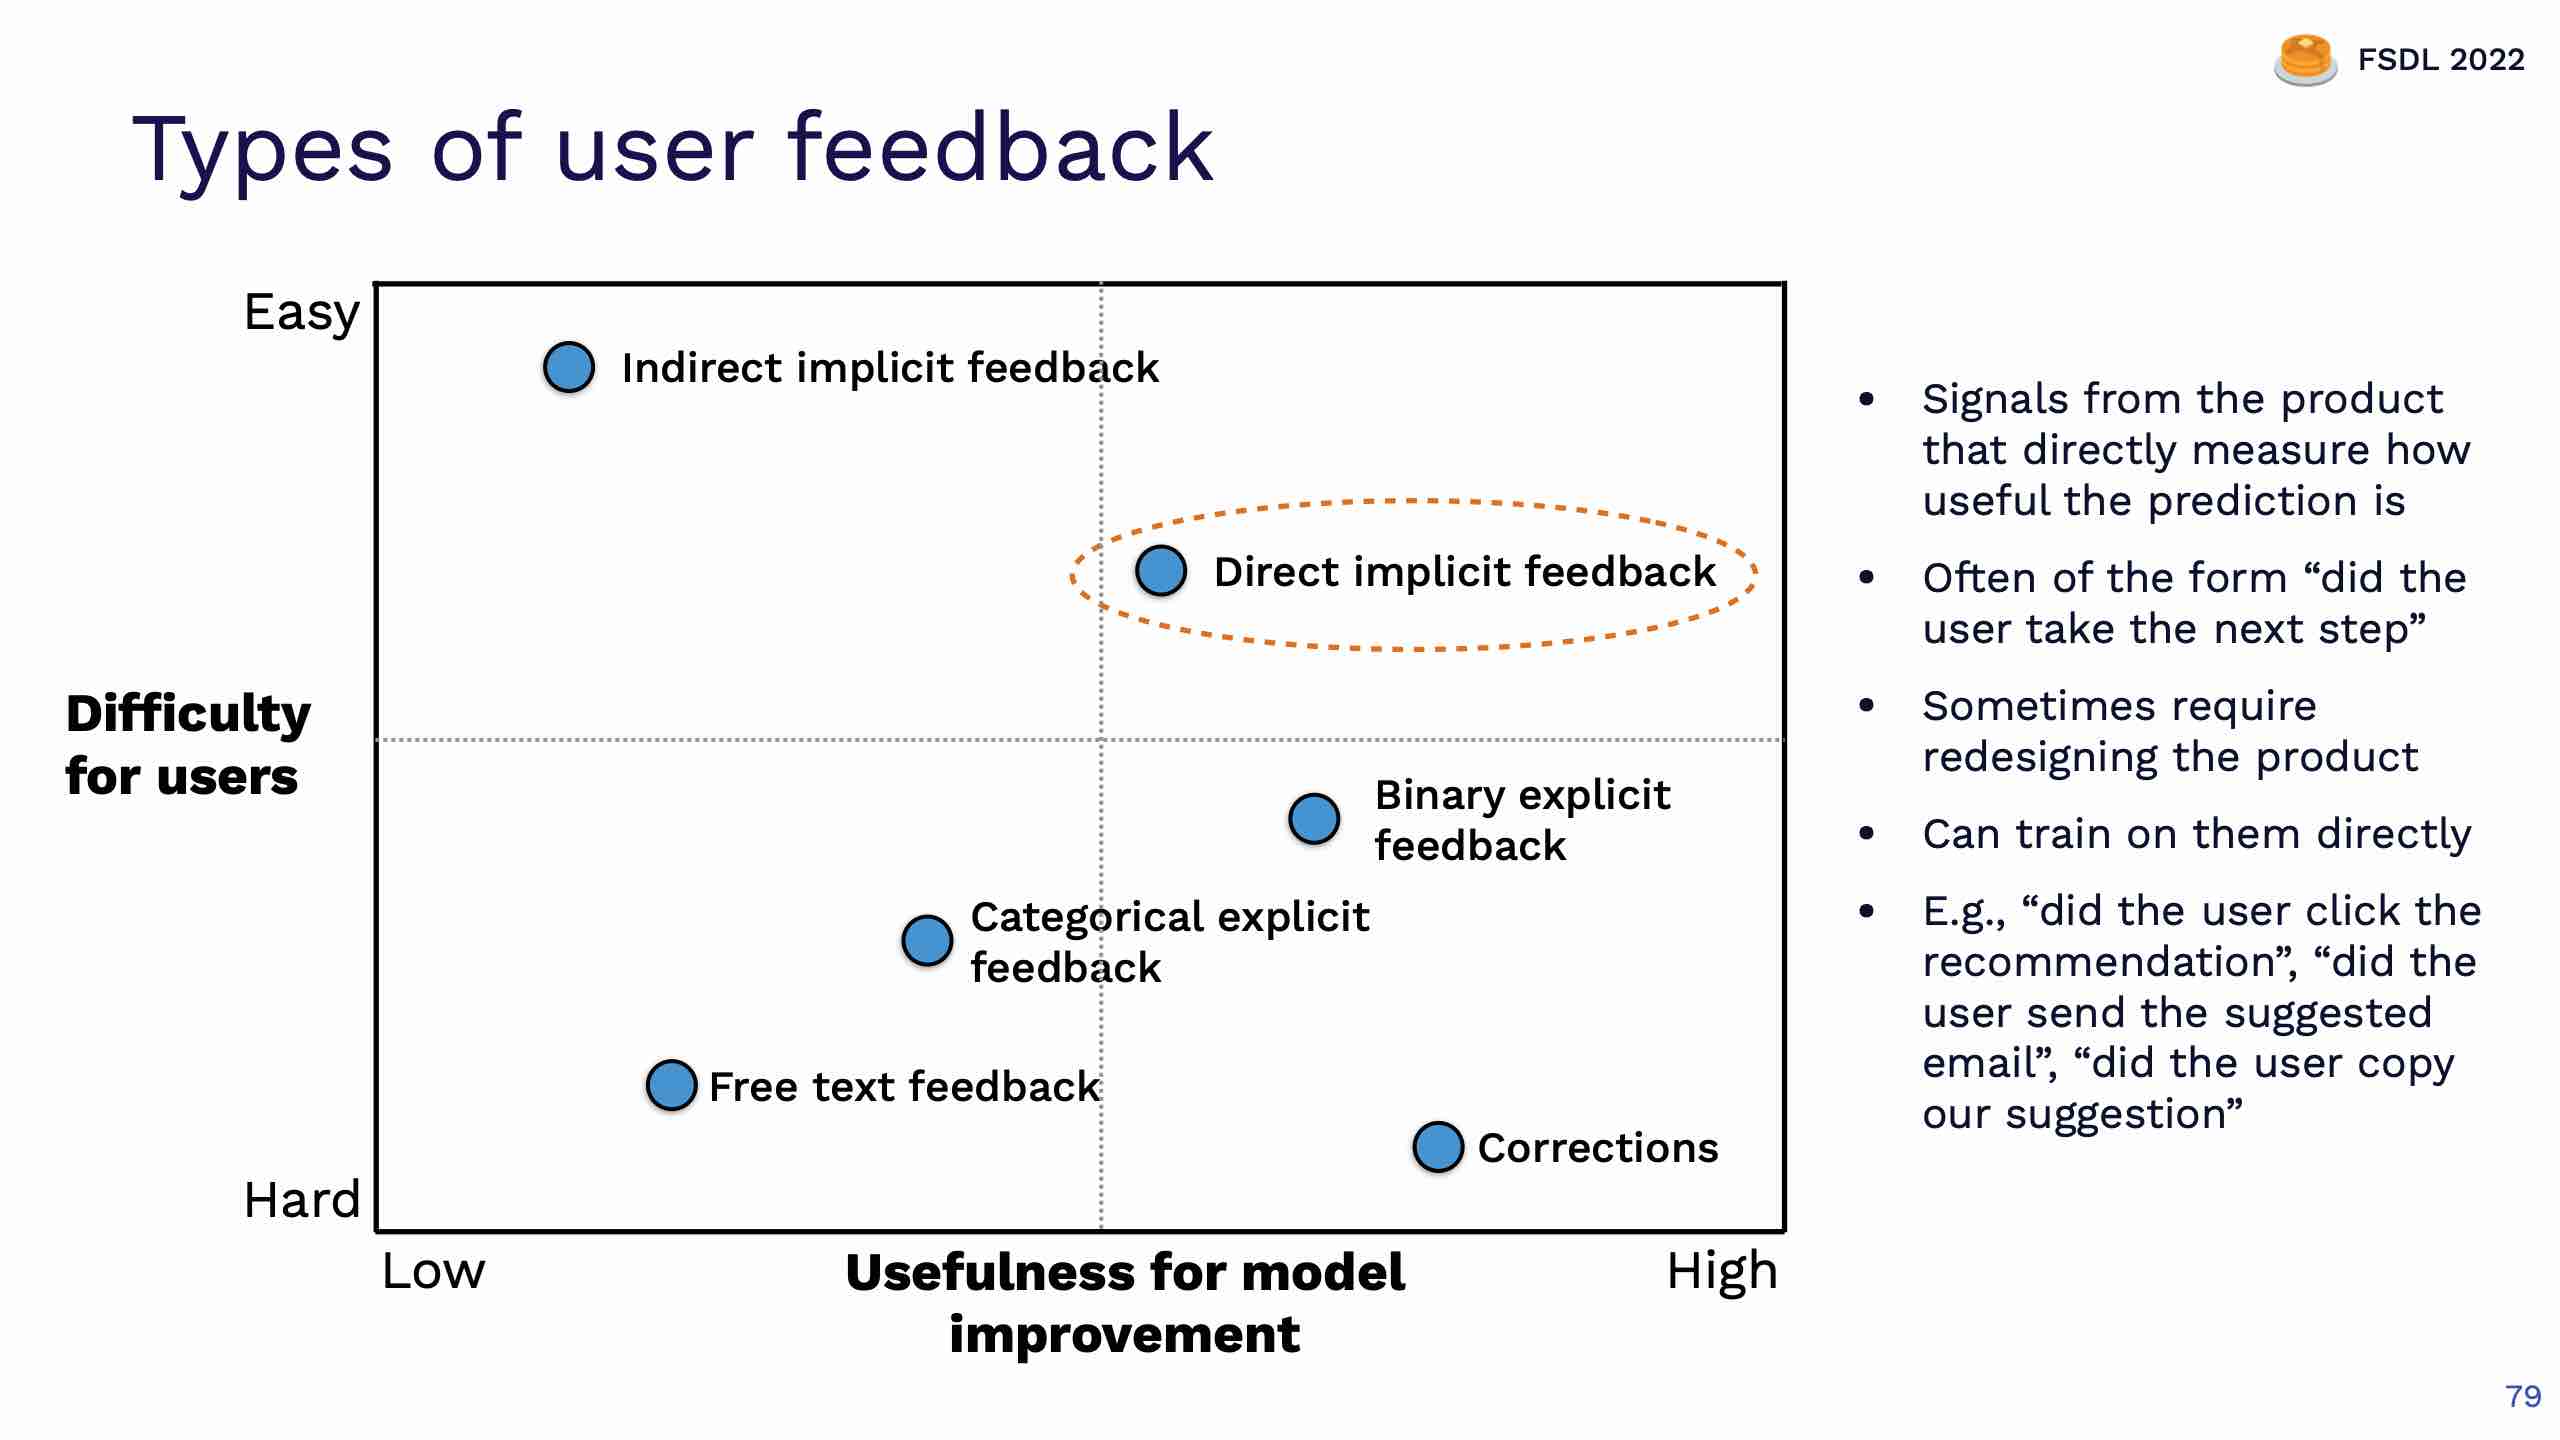 FSDL 2022
Types of user feedback
Easy
Indirect implicit feedback
Direct implicit feedback
Difficulty
for users
Binary explicit
feedback
Categorical explicit
feedback
Free text feedback
Corrections
Hard
Low
Usefulness for model
improvement
High
• Signals from the product
that directly measure how
useful the prediction is
• Often of the form “did the
user take the next step”
• Sometimes require
redesigning the product
• Can train on them directly
• E.g., “did the user click the
recommendation”, “did the
user send the suggested
email”, “did the user copy
our suggestion”
79